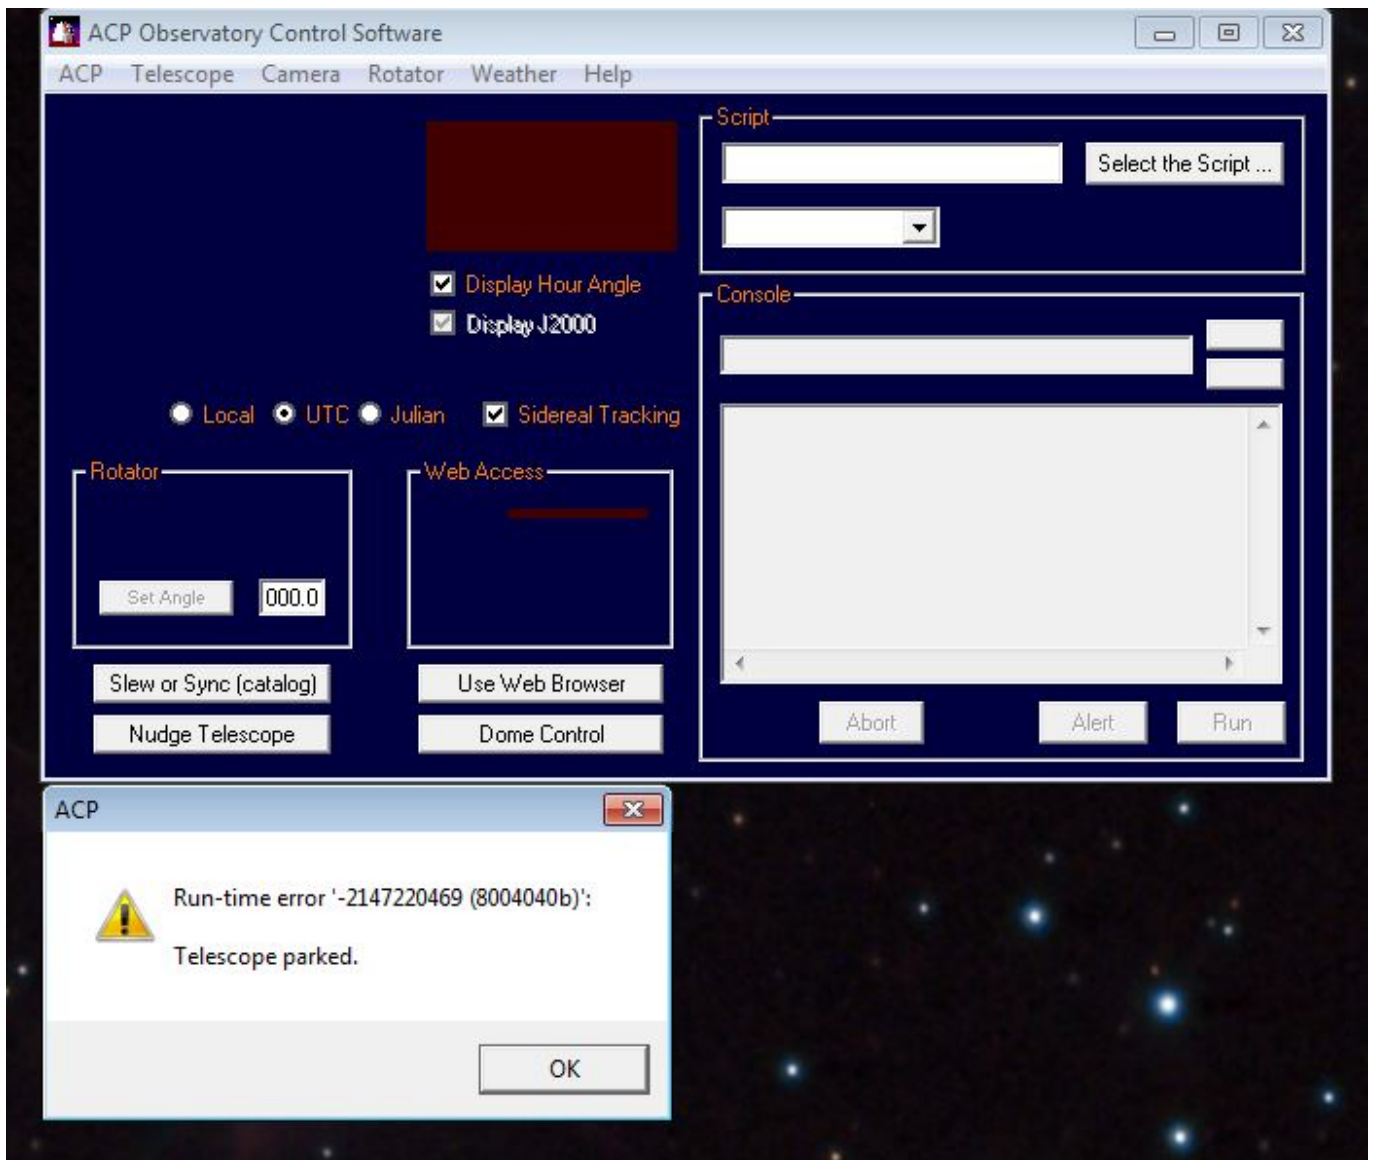 ACP Observatory Control Software
ACP Telescope Camera Rotator Weather Help
Display Hour Angle
Display J2000
Local UTC Julian Sidereal Tracking
Rotator
Set Angle 000.0
Web Access
Slew or Sync (catalog) Use Web Browser
Nudge Telescope Dome Control
Script
Select the Script ...
Console
Abort Alert Run
ACP
Run-time error '-2147220469 (8004040b)':
Telescope parked.
OK